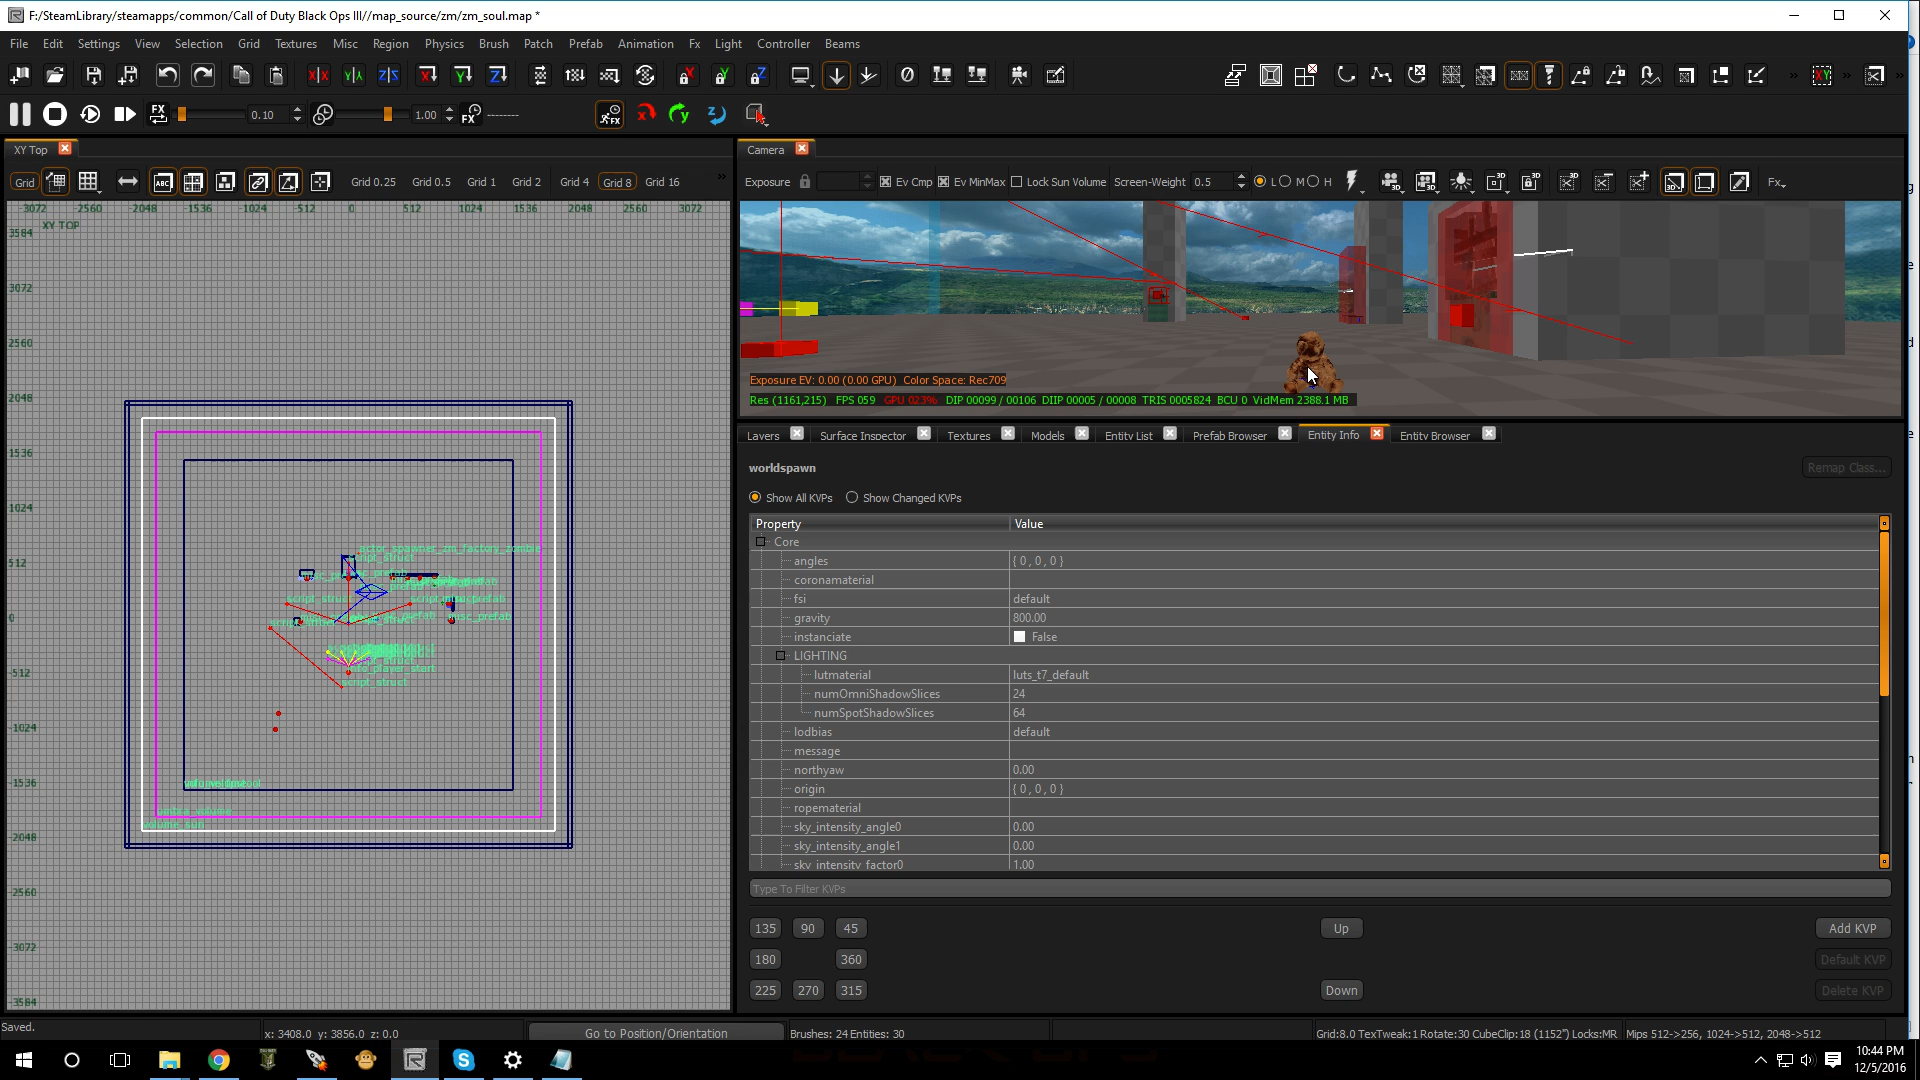 F:/SteamLibrary/steamapps/common/Call of Duty Black Ops III//map_source/zm/zm_soul.map *
File Edit Settings View Selection Grid Textures Misc Region Physics Brush Patch Prefab Animation Fx Light Controller Beams
FX 0.10 1.00 FX --------
XY Top
Camera
Grid ABC Grid 0.25 Grid 0.5 Grid 1 Grid 2 Grid 4 Grid 8 Grid 16
Exposure Ev Cmp Ev MinMax Lock Sun Volume Screen-Weight 0.5 L M H Fx
-3072 -2560 -2048 -1536 -1024 -512 0 512 1024 1536 2048 2560 3072
XY TOP
3584
3072
2560
2048
1536
1024
512
0
-512
-1024
-1536
-2048
-2560
-3072
-3584
actor_spawner_zm_factory_zombie
script_struct
misc_prefab
player_start
script_struct
umbra_volume
volume_sun
Exposure EV: 0.00 (0.00 GPU) Color Space: Rec709
Res (1161,215) FPS 059 GPU 023% DIP 00099 / 00106 DIIP 00005 / 00008 TRIS 0005824 BCU 0 VidMem 2388.1 MB
Layers Surface Inspector Textures Models Entity List Prefab Browser Entity Info Entity Browser
worldspawn
Remap Class...
Show All KVPs Show Changed KVPs
Property Value
Core
angles { 0 , 0 , 0 }
coronamaterial
fsi default
gravity 800.00
instanciate False
LIGHTING
lutmaterial luts_t7_default
numOmniShadowSlices 24
numSpotShadowSlices 64
lodbias default
message
northyaw 0.00
origin { 0 , 0 , 0 }
ropematerial
sky_intensity_angle0 0.00
sky_intensity_angle1 0.00
sky_intensity_factor0 1.00
Type To Filter KVPs
135 90 45 Up Add KVP
180 360 Default KVP
225 270 315 Down Delete KVP
Saved.
x: 3408.0 y: 3856.0 z: 0.0
Go to Position/Orientation
Brushes: 24 Entities: 30
Grid:8.0 TexTweak:1 Rotate:30 CubeClip:18 (1152") Locks:MR
Mips 512->256, 1024->512, 2048->512
10:44 PM
12/5/2016